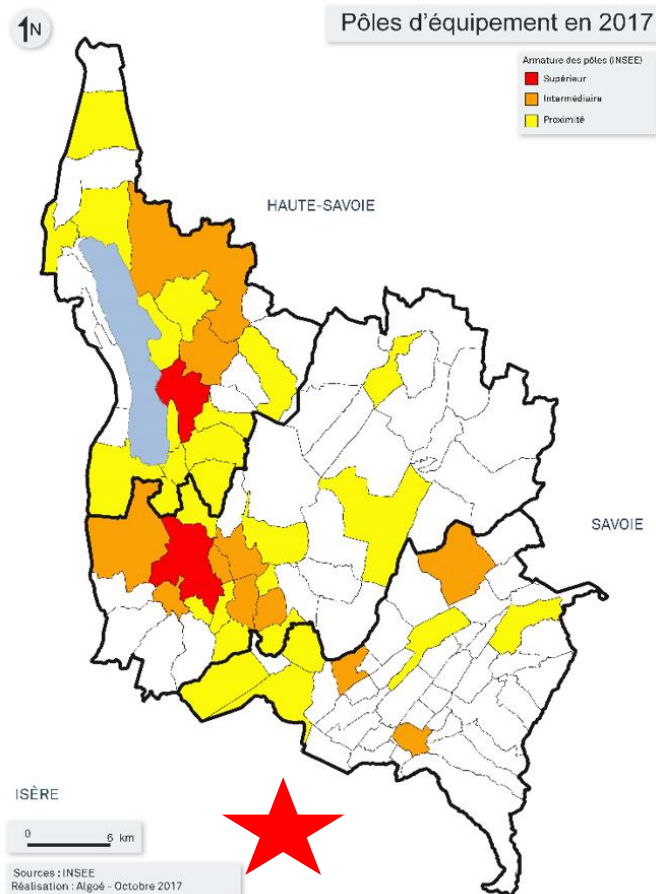 1N
Pôles d'équipement en 2017
Armature des pôles (INSEE)
Supérieur
Intermédiaire
Proximité
HAUTE-SAVOIE
SAVOIE
ISÈRE
0 6 km
Sources : INSEE
Réalisation : Algoé - Octobre 2017